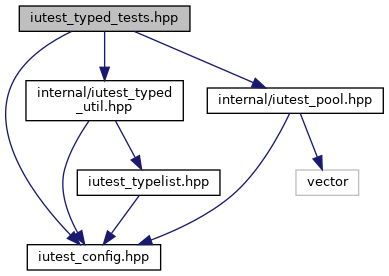 iutest_typed_tests.hpp
internal/iutest_typed
_util.hpp
internal/iutest_pool.hpp
iutest_typelist.hpp
vector
iutest_config.hpp